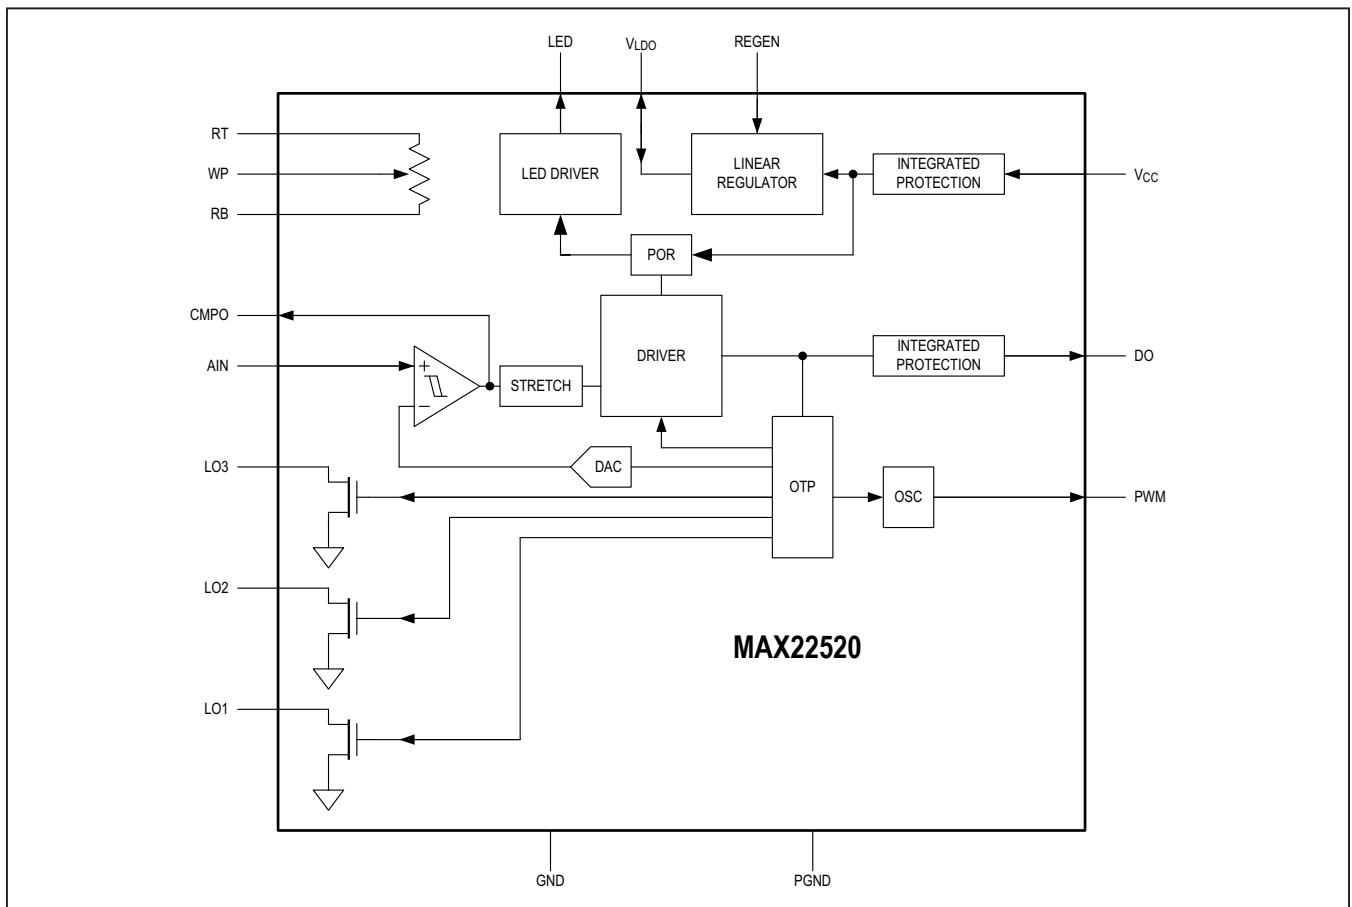 LED
VLDO
REGEN
RT
WP
RB
LED DRIVER
LINEAR
REGULATOR
INTEGRATED
PROTECTION
VCC
POR
CMPO
AIN
+
−
STRETCH
DRIVER
INTEGRATED
PROTECTION
DO
LO3
DAC
OTP
OSC
PWM
LO2
LO1
MAX22520
GND
PGND